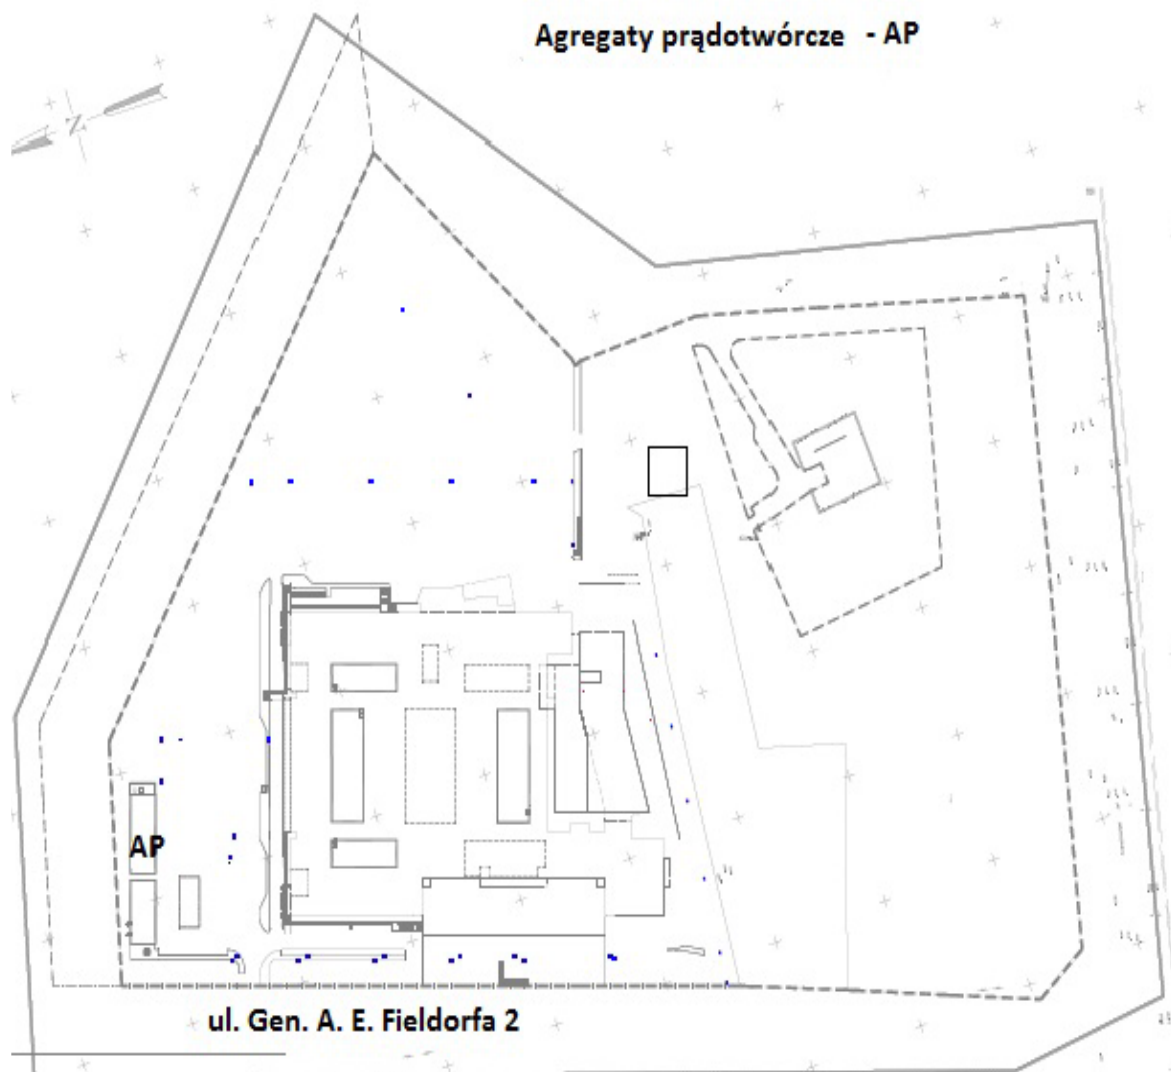 Agregaty prądotwórcze - AP
AP
ul. Gen. A. E. Fieldorfa 2